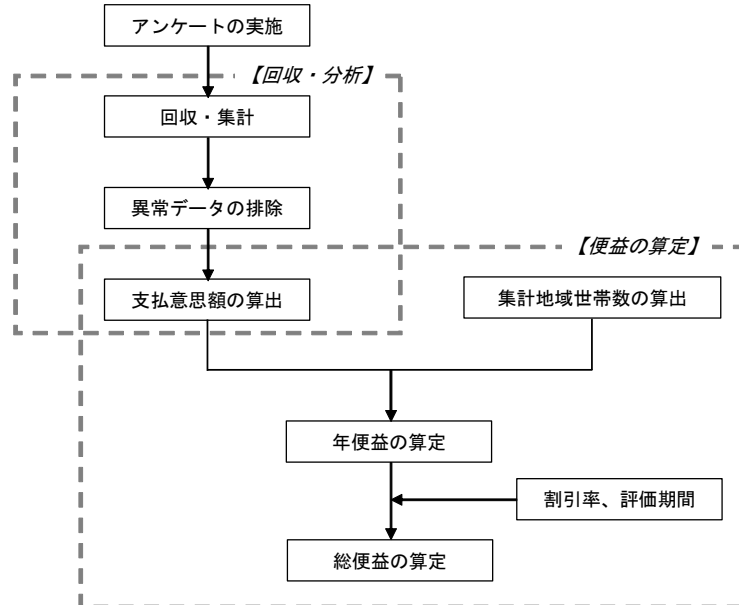 アンケートの実施
【回収・分析】
回収・集計
異常データの排除
【便益の算定】
支払意思額の算出
集計地域世帯数の算出
年便益の算定
割引率、評価期間
総便益の算定